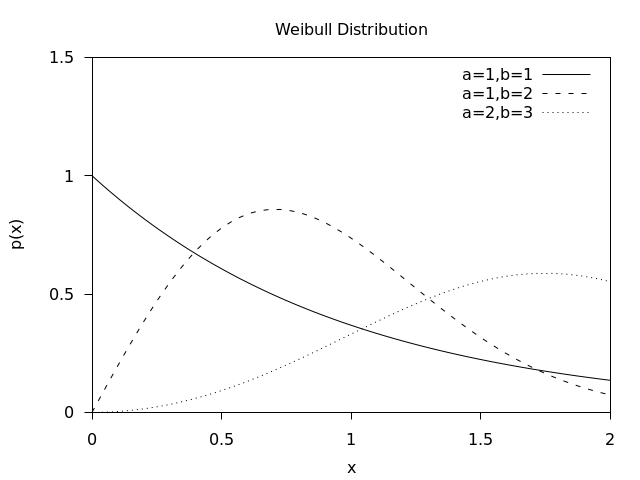 Weibull Distribution
1.5
a=1,b=1
a=1,b=2
a=2,b=3
1
p(x)
0.5
0
0 0.5 1 1.5 2
x